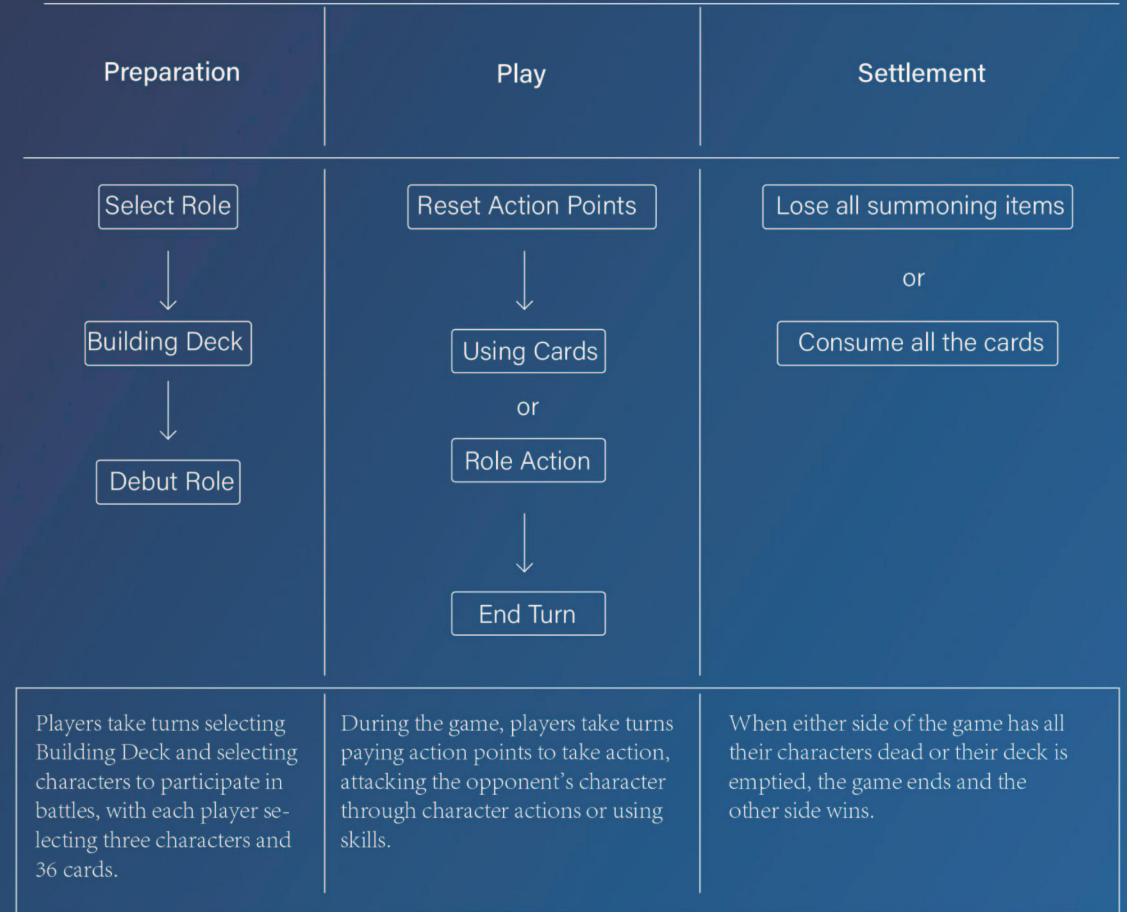 Preparation
Play
Settlement
Select Role
Building Deck
Debut Role
Reset Action Points
Using Cards
or
Role Action
End Turn
Lose all summoning items
or
Consume all the cards
Players take turns selecting
Building Deck and selecting
characters to participate in
battles, with each player se-
lecting three characters and
36 cards.
During the game, players take turns
paying action points to take action,
attacking the opponent's character
through character actions or using
skills.
When either side of the game has all
their characters dead or their deck is
emptied, the game ends and the
other side wins.